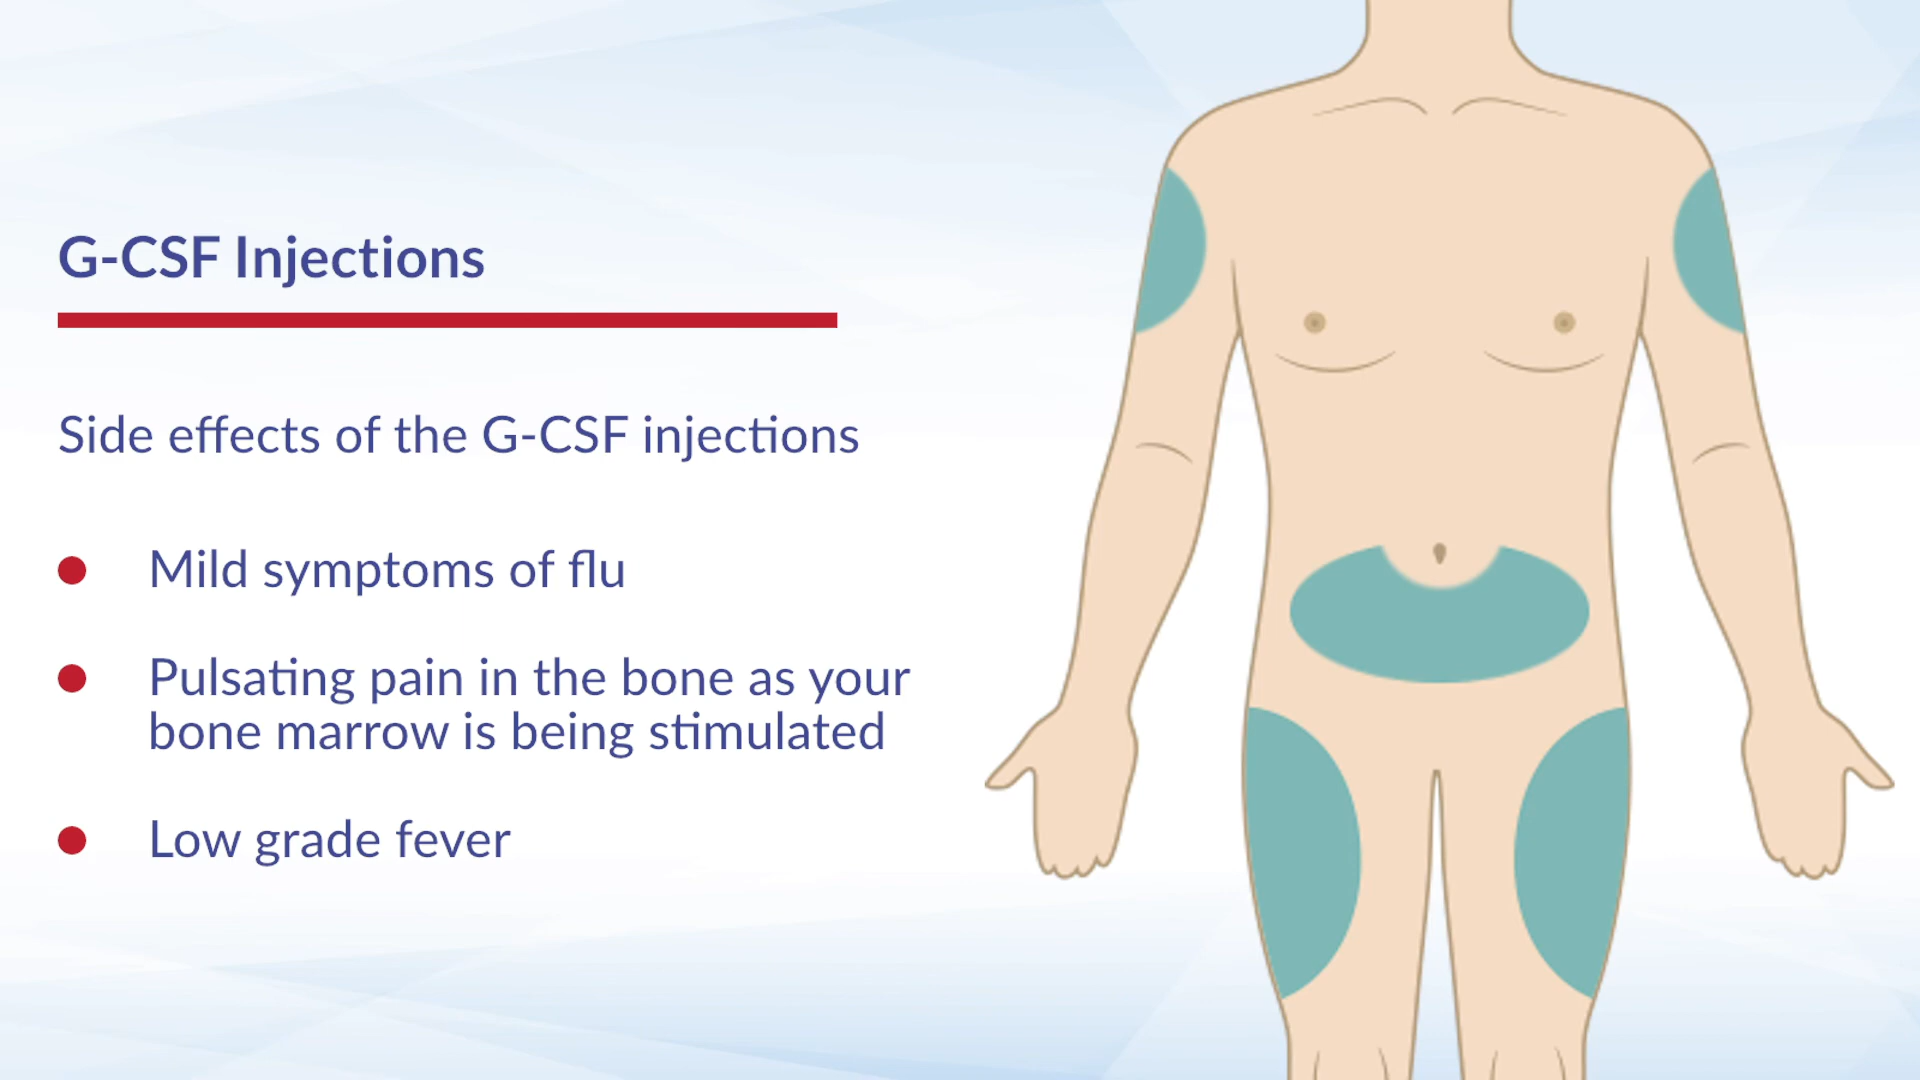 G-CSF Injections
Side effects of the G-CSF injections
Mild symptoms of flu
Pulsating pain in the bone as your
bone marrow is being stimulated
Low grade fever